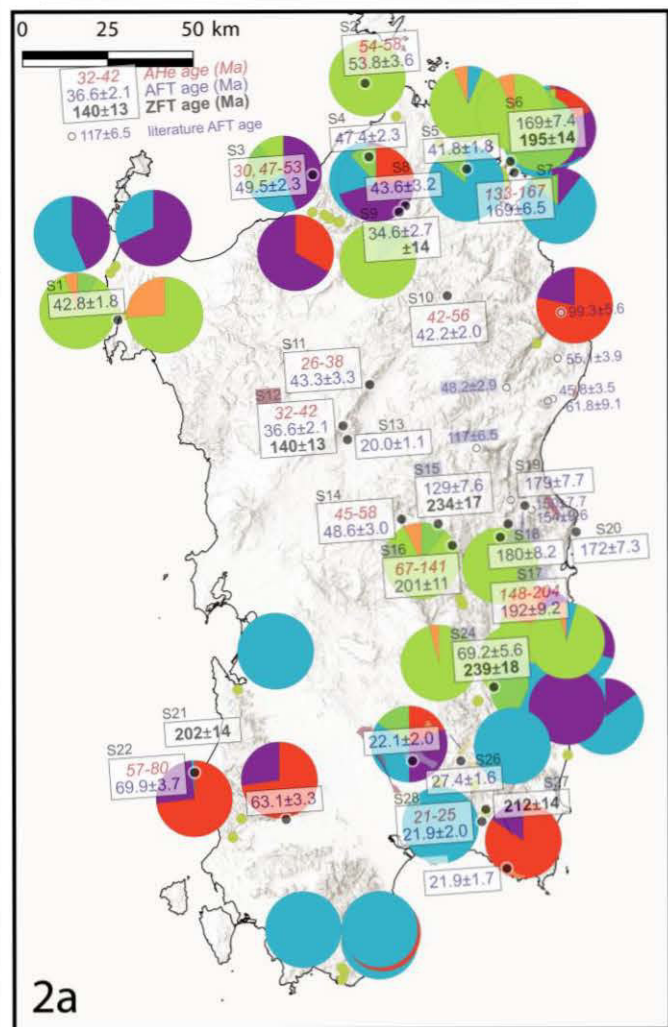 0 25 50 km
32-42 AHe age (Ma)
36.6±2.1 AFT age (Ma)
140±13 ZFT age (Ma)
117±6.5 literature AFT age
S2
54-58
53.8±3.6
S4
47.4±2.3
S3
30, 47-53
49.5±2.3
S8
43.6±3.2
S5
41.8±1.8
S6
169±7.4
195±14
S7
133-167
169±6.5
S9
34.6±2.7
±14
S1
42.8±1.8
S10
42-56
42.2±2.0
99.3±5.6
55.1±3.9
48.2±2.9
45.8±3.5
61.8±9.1
S11
26-38
43.3±3.3
S12
32-42
36.6±2.1
140±13
S13
20.0±1.1
117±6.5
S15
129±7.6
234±17
S19
179±7.7
S14
45-58
48.6±3.0
S18
180±8.2
S20
172±7.3
S16
67-141
201±11
S17
148-204
192±9.2
S24
69.2±5.6
239±18
S21
202±14
S22
57-80
69.9±3.7
63.1±3.3
22.1±2.0
S26
27.4±1.6
S27
212±14
S28
21-25
21.9±2.0
21.9±1.7
2a